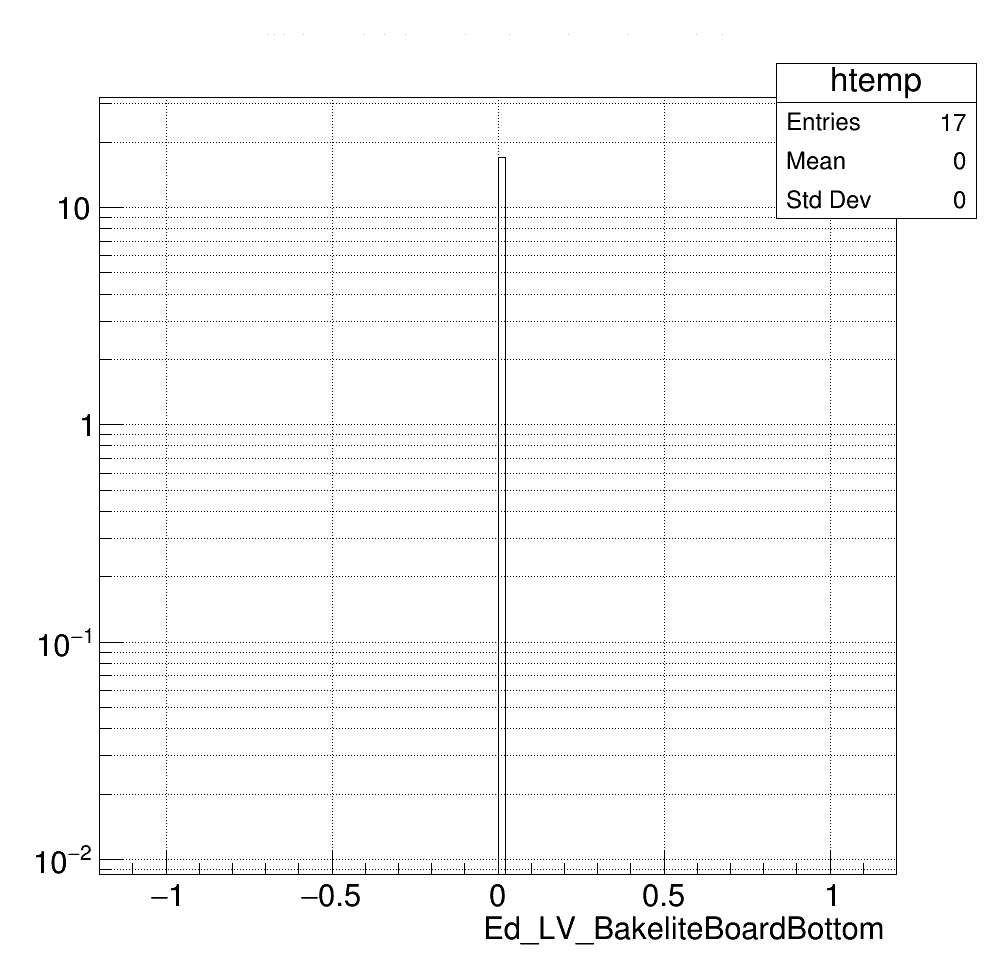 htemp
Entries 17
Mean 0
Std Dev 0
10
1
10⁻¹
10⁻²
−1 −0.5 0 0.5 1
Ed_LV_BakeliteBoardBottom